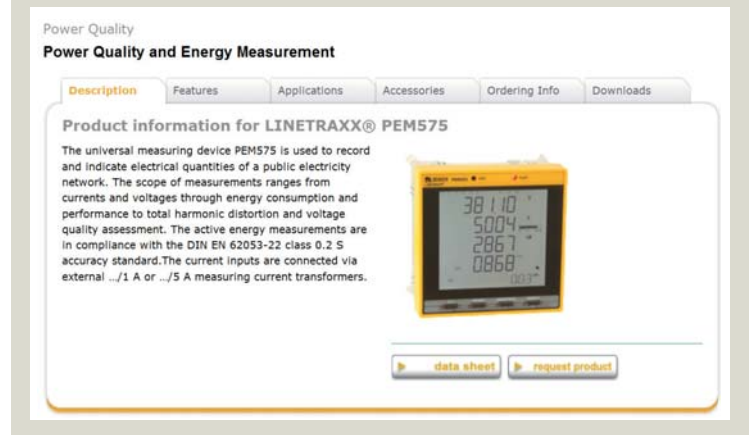 Power Quality
Power Quality and Energy Measurement
Description
Features
Applications
Accessories
Ordering Info
Downloads
Product information for LINETRAXX® PEM575
The universal measuring device PEM575 is used to record
and indicate electrical quantities of a public electricity
network. The scope of measurements ranges from
currents and voltages through energy consumption and
performance to total harmonic distortion and voltage
quality assessment. The active energy measurements are
in compliance with the DIN EN 62053-22 class 0.2 S
accuracy standard.The current inputs are connected via
external .../1 A or .../5 A measuring current transformers.
38110
5004
2867
0.868
data sheet
request product